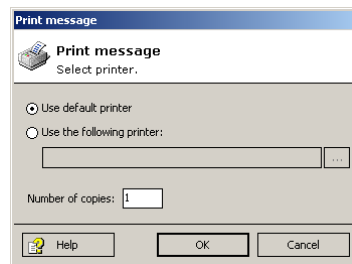 Print message
Print message
Select printer.
Use default printer
Use the following printer:
...
Number of copies: 1
Help OK Cancel